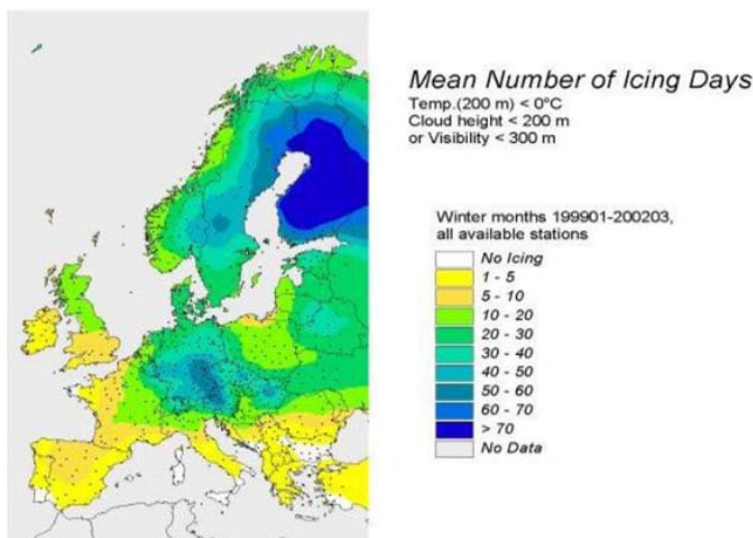 Mean Number of Icing Days
Temp.(200 m) < 0°C
Cloud height < 200 m
or Visibility < 300 m
Winter months 199901-200203,
all available stations
No Icing
1 - 5
5 - 10
10 - 20
20 - 30
30 - 40
40 - 50
50 - 60
60 - 70
> 70
No Data